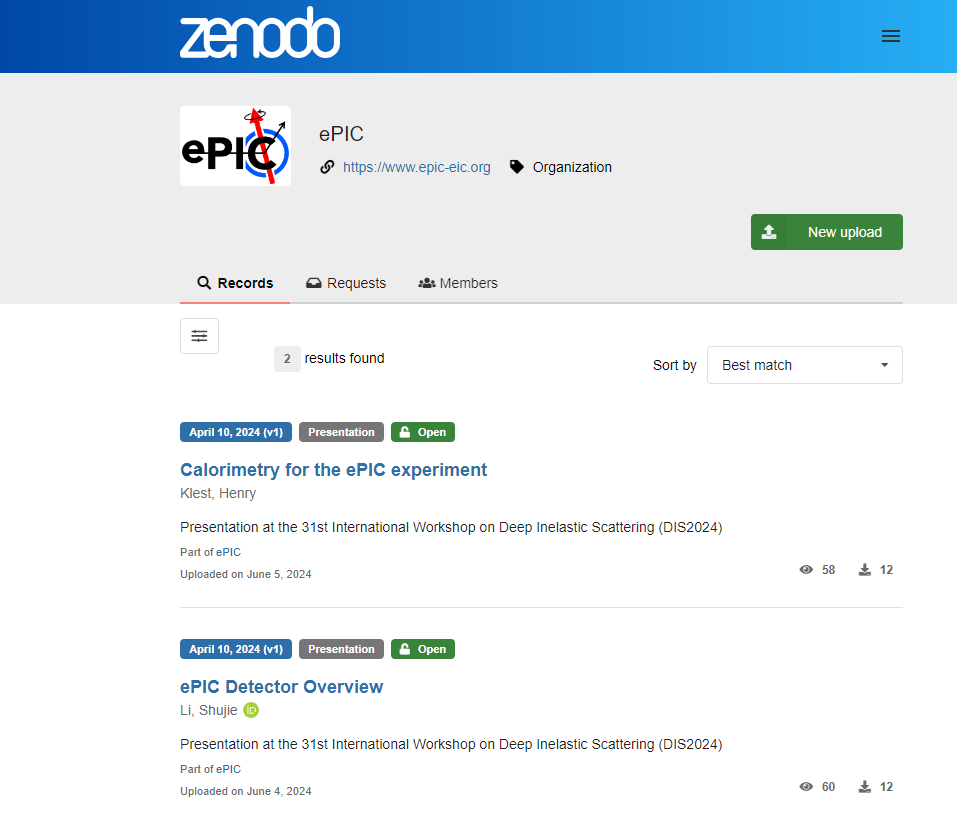 zenodo
ePIC
ePIC
https://www.epic-eic.org Organization
New upload
Records Requests Members
2 results found
Sort by Best match
April 10, 2024 (v1) Presentation Open
Calorimetry for the ePIC experiment
Klest, Henry
Presentation at the 31st International Workshop on Deep Inelastic Scattering (DIS2024)
Part of ePIC
Uploaded on June 5, 2024
58 12
April 10, 2024 (v1) Presentation Open
ePIC Detector Overview
Li, Shujie iD
Presentation at the 31st International Workshop on Deep Inelastic Scattering (DIS2024)
Part of ePIC
Uploaded on June 4, 2024
60 12